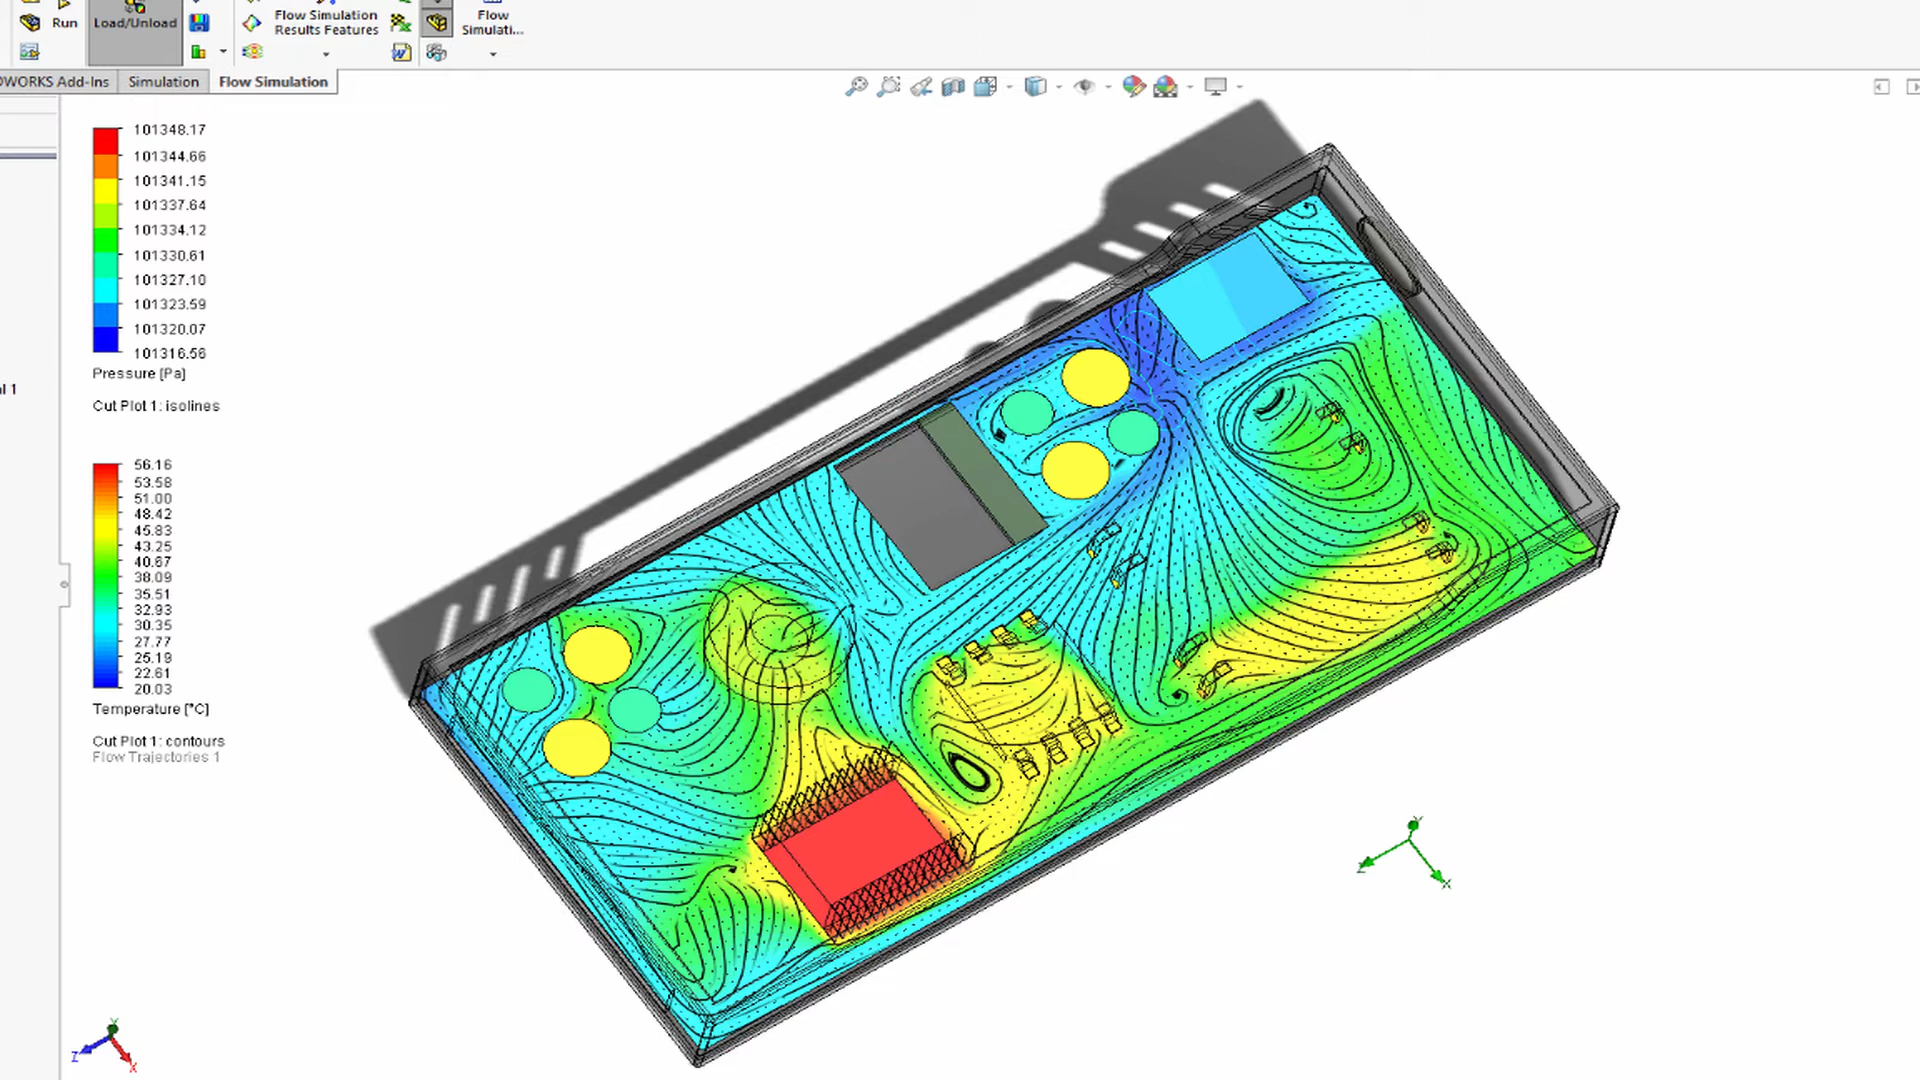 Run
Load/Unload
Flow Simulation
Results Features
Flow
Simulati...
OWORKS Add-Ins
Simulation
Flow Simulation
101348.17
101344.66
101341.15
101337.64
101334.12
101330.61
101327.10
101323.59
101320.07
101316.56
Pressure [Pa]
Cut Plot 1: isolines
al 1
56.16
53.58
51.00
48.42
45.83
43.25
40.67
38.09
35.51
32.93
30.35
27.77
25.19
22.61
20.03
Temperature [°C]
Cut Plot 1: contours
Flow Trajectories 1
Y
Z
X
Y
Z
X